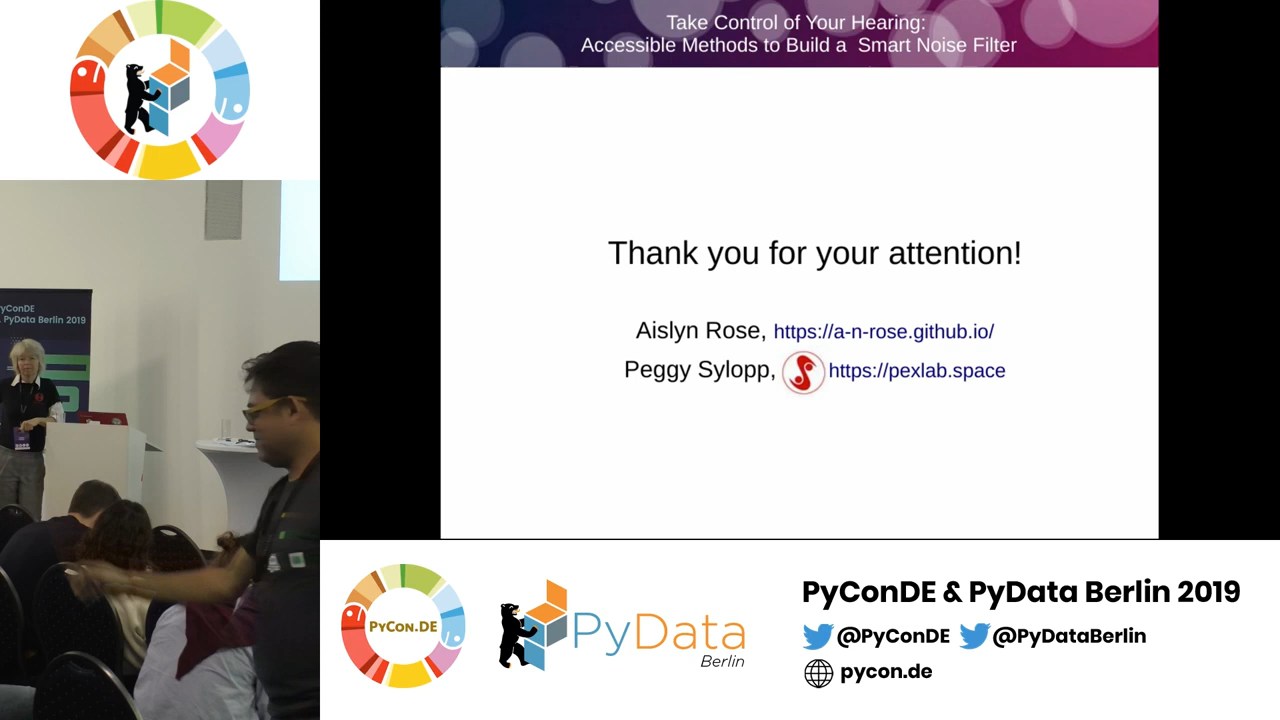 Take Control of Your Hearing:
Accessible Methods to Build a Smart Noise Filter
Thank you for your attention!
Aislyn Rose, https://a-n-rose.github.io/
Peggy Sylopp, https://pexlab.space
yConDE
PyData Berlin 2019
PYCON.DE
PyData
Berlin
PyConDE & PyData Berlin 2019
@PyConDE @PyDataBerlin
pycon.de